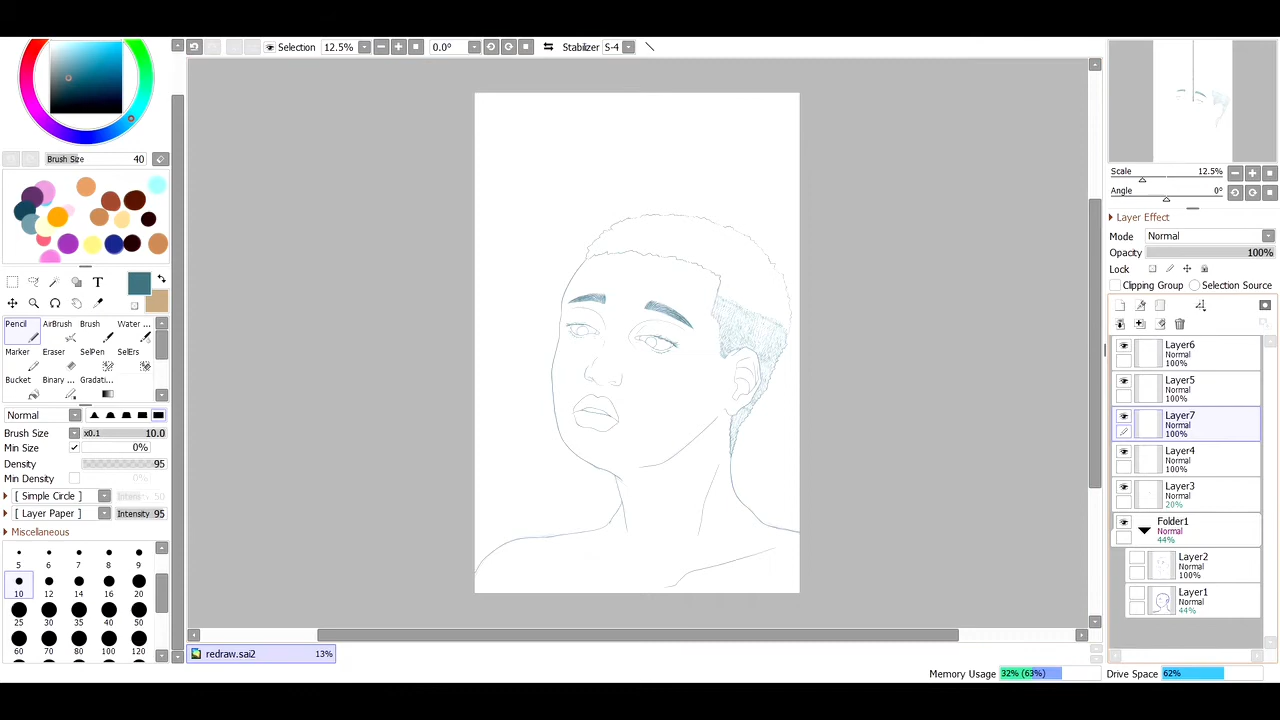 Selection 12.5% 0.0° Stabilizer S-4
Brush Size 40
T
Pencil AirBrush Brush Water ...
Marker Eraser SelPen SelErs
Bucket Binary ... Gradati...
Normal
Brush Size x0.1 10.0
Min Size 0%
Density 95
Min Density 0%
[ Simple Circle ] Intensity 50
[ Layer Paper ] Intensity 95
Miscellaneous
5 6 7 8 9
10 12 14 16 20
25 30 35 40 50
60 70 80 100 120
redraw.sai2 13%
Scale 12.5%
Angle 0°
Layer Effect
Mode Normal
Opacity 100%
Lock
Clipping Group Selection Source
Layer6
Normal
100%
Layer5
Normal
100%
Layer7
Normal
100%
Layer4
Normal
100%
Layer3
Normal
20%
Folder1
Normal
44%
Layer2
Normal
100%
Layer1
Normal
44%
Memory Usage 32% (63%) Drive Space 62%